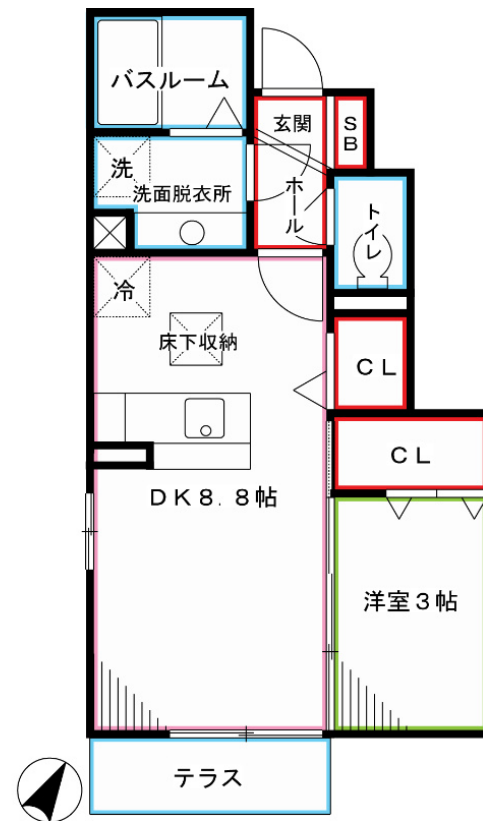 バスルーム
玄関
SB
洗
洗面脱衣所
ホール
トイレ
冷
床下収納
CL
CL
DK8.8帖
洋室3帖
テラス